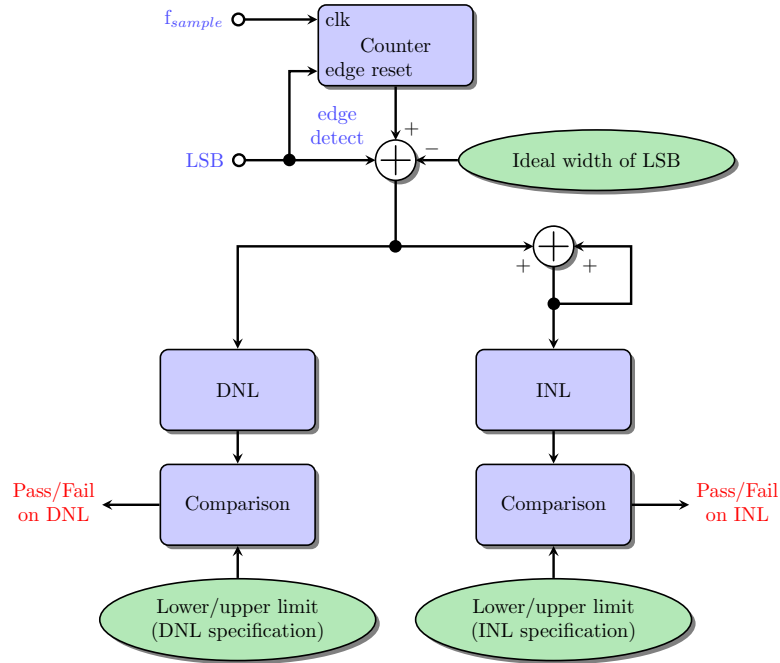 f_sample
clk
Counter
edge reset
edge
detect
+
−
LSB
Ideal width of LSB
+
+
DNL
INL
Pass/Fail
on DNL
Comparison
Comparison
Pass/Fail
on INL
Lower/upper limit
(DNL specification)
Lower/upper limit
(INL specification)